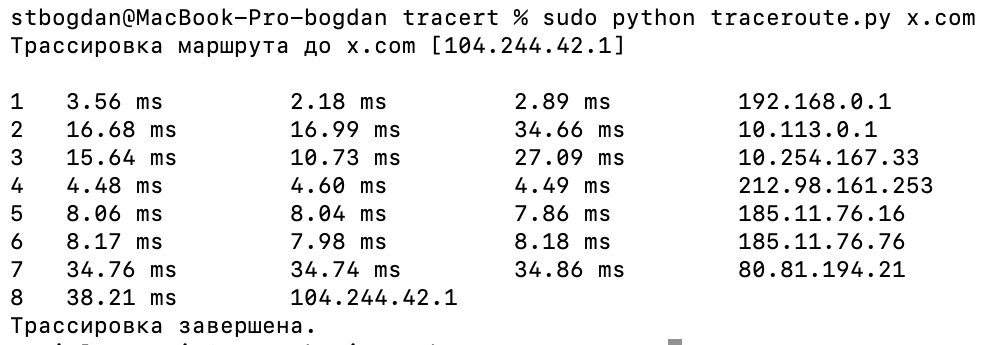 stbogdan@MacBook-Pro-bogdan tracert % sudo python traceroute.py x.com
Трассировка маршрута до x.com [104.244.42.1]
1 3.56 ms 2.18 ms 2.89 ms 192.168.0.1
2 16.68 ms 16.99 ms 34.66 ms 10.113.0.1
3 15.64 ms 10.73 ms 27.09 ms 10.254.167.33
4 4.48 ms 4.60 ms 4.49 ms 212.98.161.253
5 8.06 ms 8.04 ms 7.86 ms 185.11.76.16
6 8.17 ms 7.98 ms 8.18 ms 185.11.76.76
7 34.76 ms 34.74 ms 34.86 ms 80.81.194.21
8 38.21 ms 104.244.42.1
Трассировка завершена.